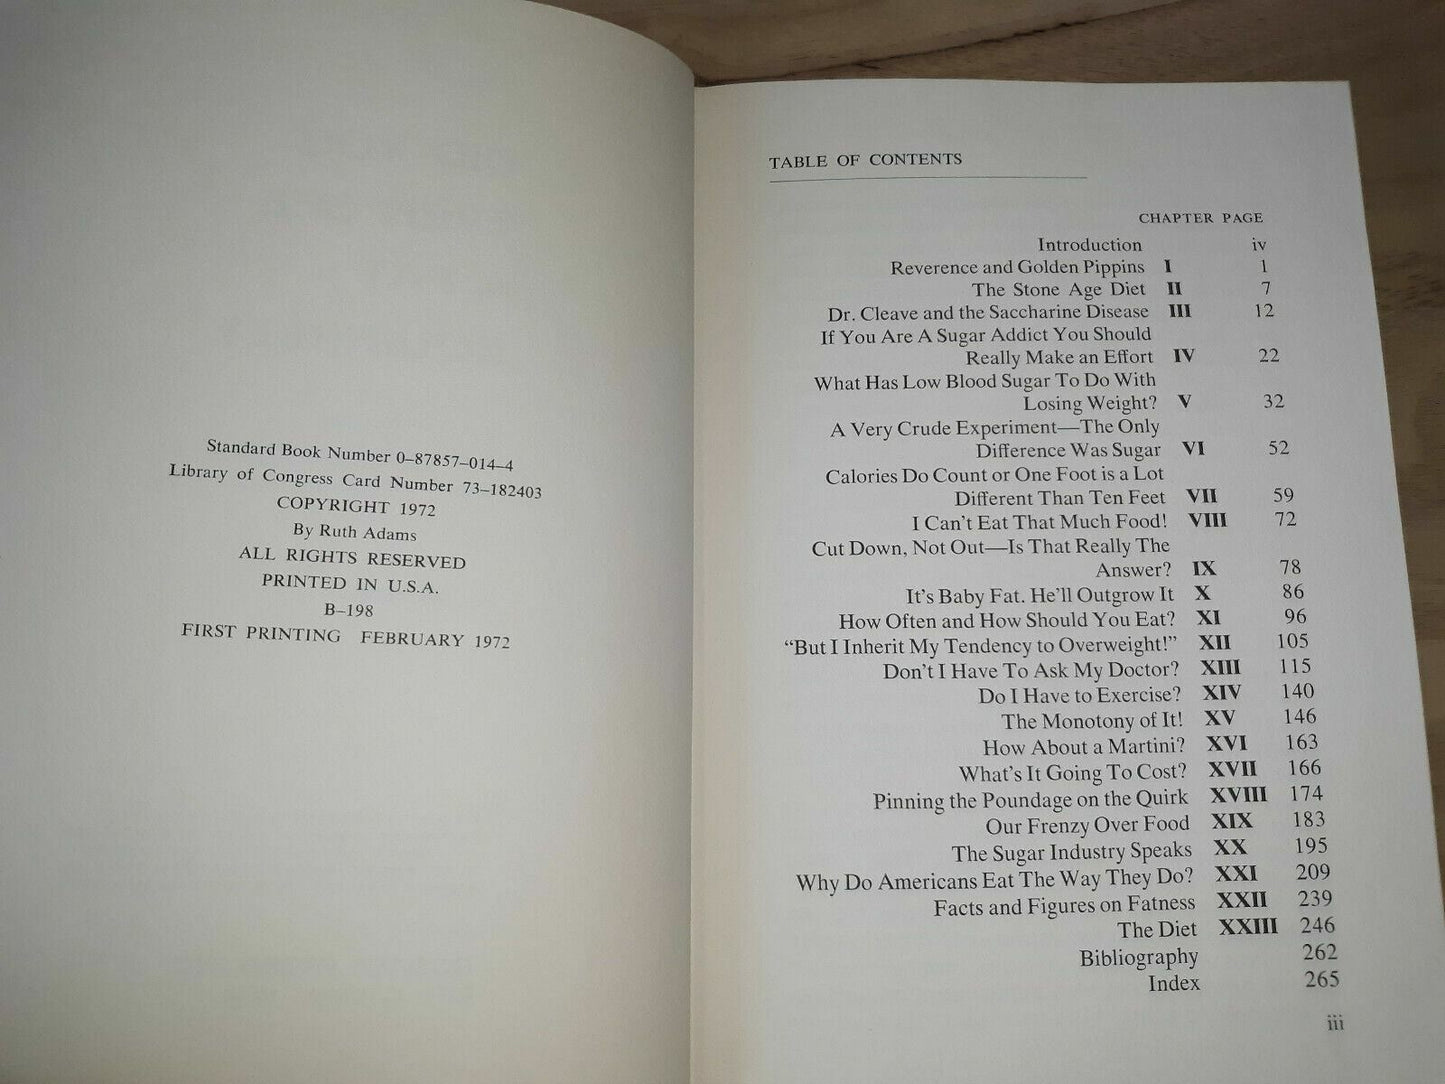 Standard Book Number 0–87857–014–4
Library of Congress Card Number 73–182403
COPYRIGHT 1972
By Ruth Adams
ALL RIGHTS RESERVED
PRINTED IN U.S.A.
B–198
FIRST PRINTING FEBRUARY 1972
TABLE OF CONTENTS
CHAPTER PAGE
Introduction iv
Reverence and Golden Pippins I 1
The Stone Age Diet II 7
Dr. Cleave and the Saccharine Disease III 12
If You Are A Sugar Addict You Should
Really Make an Effort IV 22
What Has Low Blood Sugar To Do With
Losing Weight? V 32
A Very Crude Experiment—The Only
Difference Was Sugar VI 52
Calories Do Count or One Foot is a Lot
Different Than Ten Feet VII 59
I Can't Eat That Much Food! VIII 72
Cut Down, Not Out—Is That Really The
Answer? IX 78
It's Baby Fat. He'll Outgrow It X 86
How Often and How Should You Eat? XI 96
“But I Inherit My Tendency to Overweight!” XII 105
Don't I Have To Ask My Doctor? XIII 115
Do I Have to Exercise? XIV 140
The Monotony of It! XV 146
How About a Martini? XVI 163
What's It Going To Cost? XVII 166
Pinning the Poundage on the Quirk XVIII 174
Our Frenzy Over Food XIX 183
The Sugar Industry Speaks XX 195
Why Do Americans Eat The Way They Do? XXI 209
Facts and Figures on Fatness XXII 239
The Diet XXIII 246
Bibliography 262
Index 265
iii